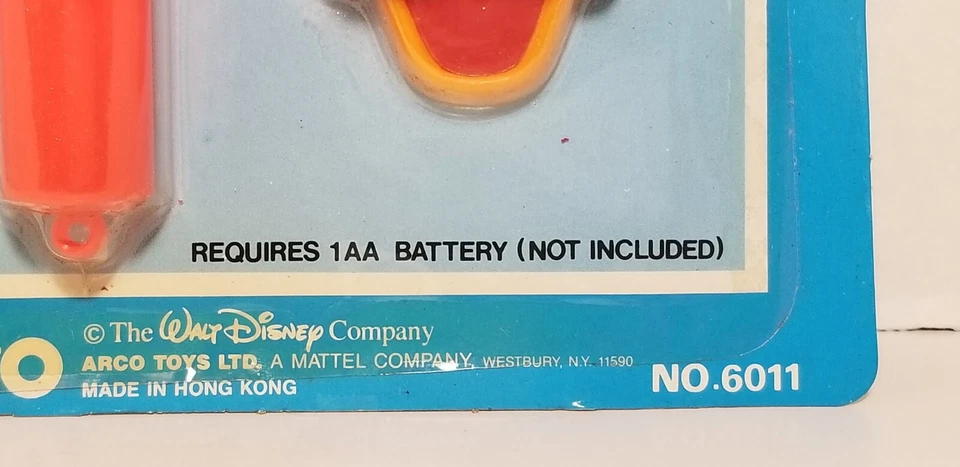 REQUIRES 1AA BATTERY (NOT INCLUDED)
© The Walt Disney Company
ARCO TOYS LTD. A MATTEL COMPANY, WESTBURY, N.Y. 11590
MADE IN HONG KONG
NO.6011